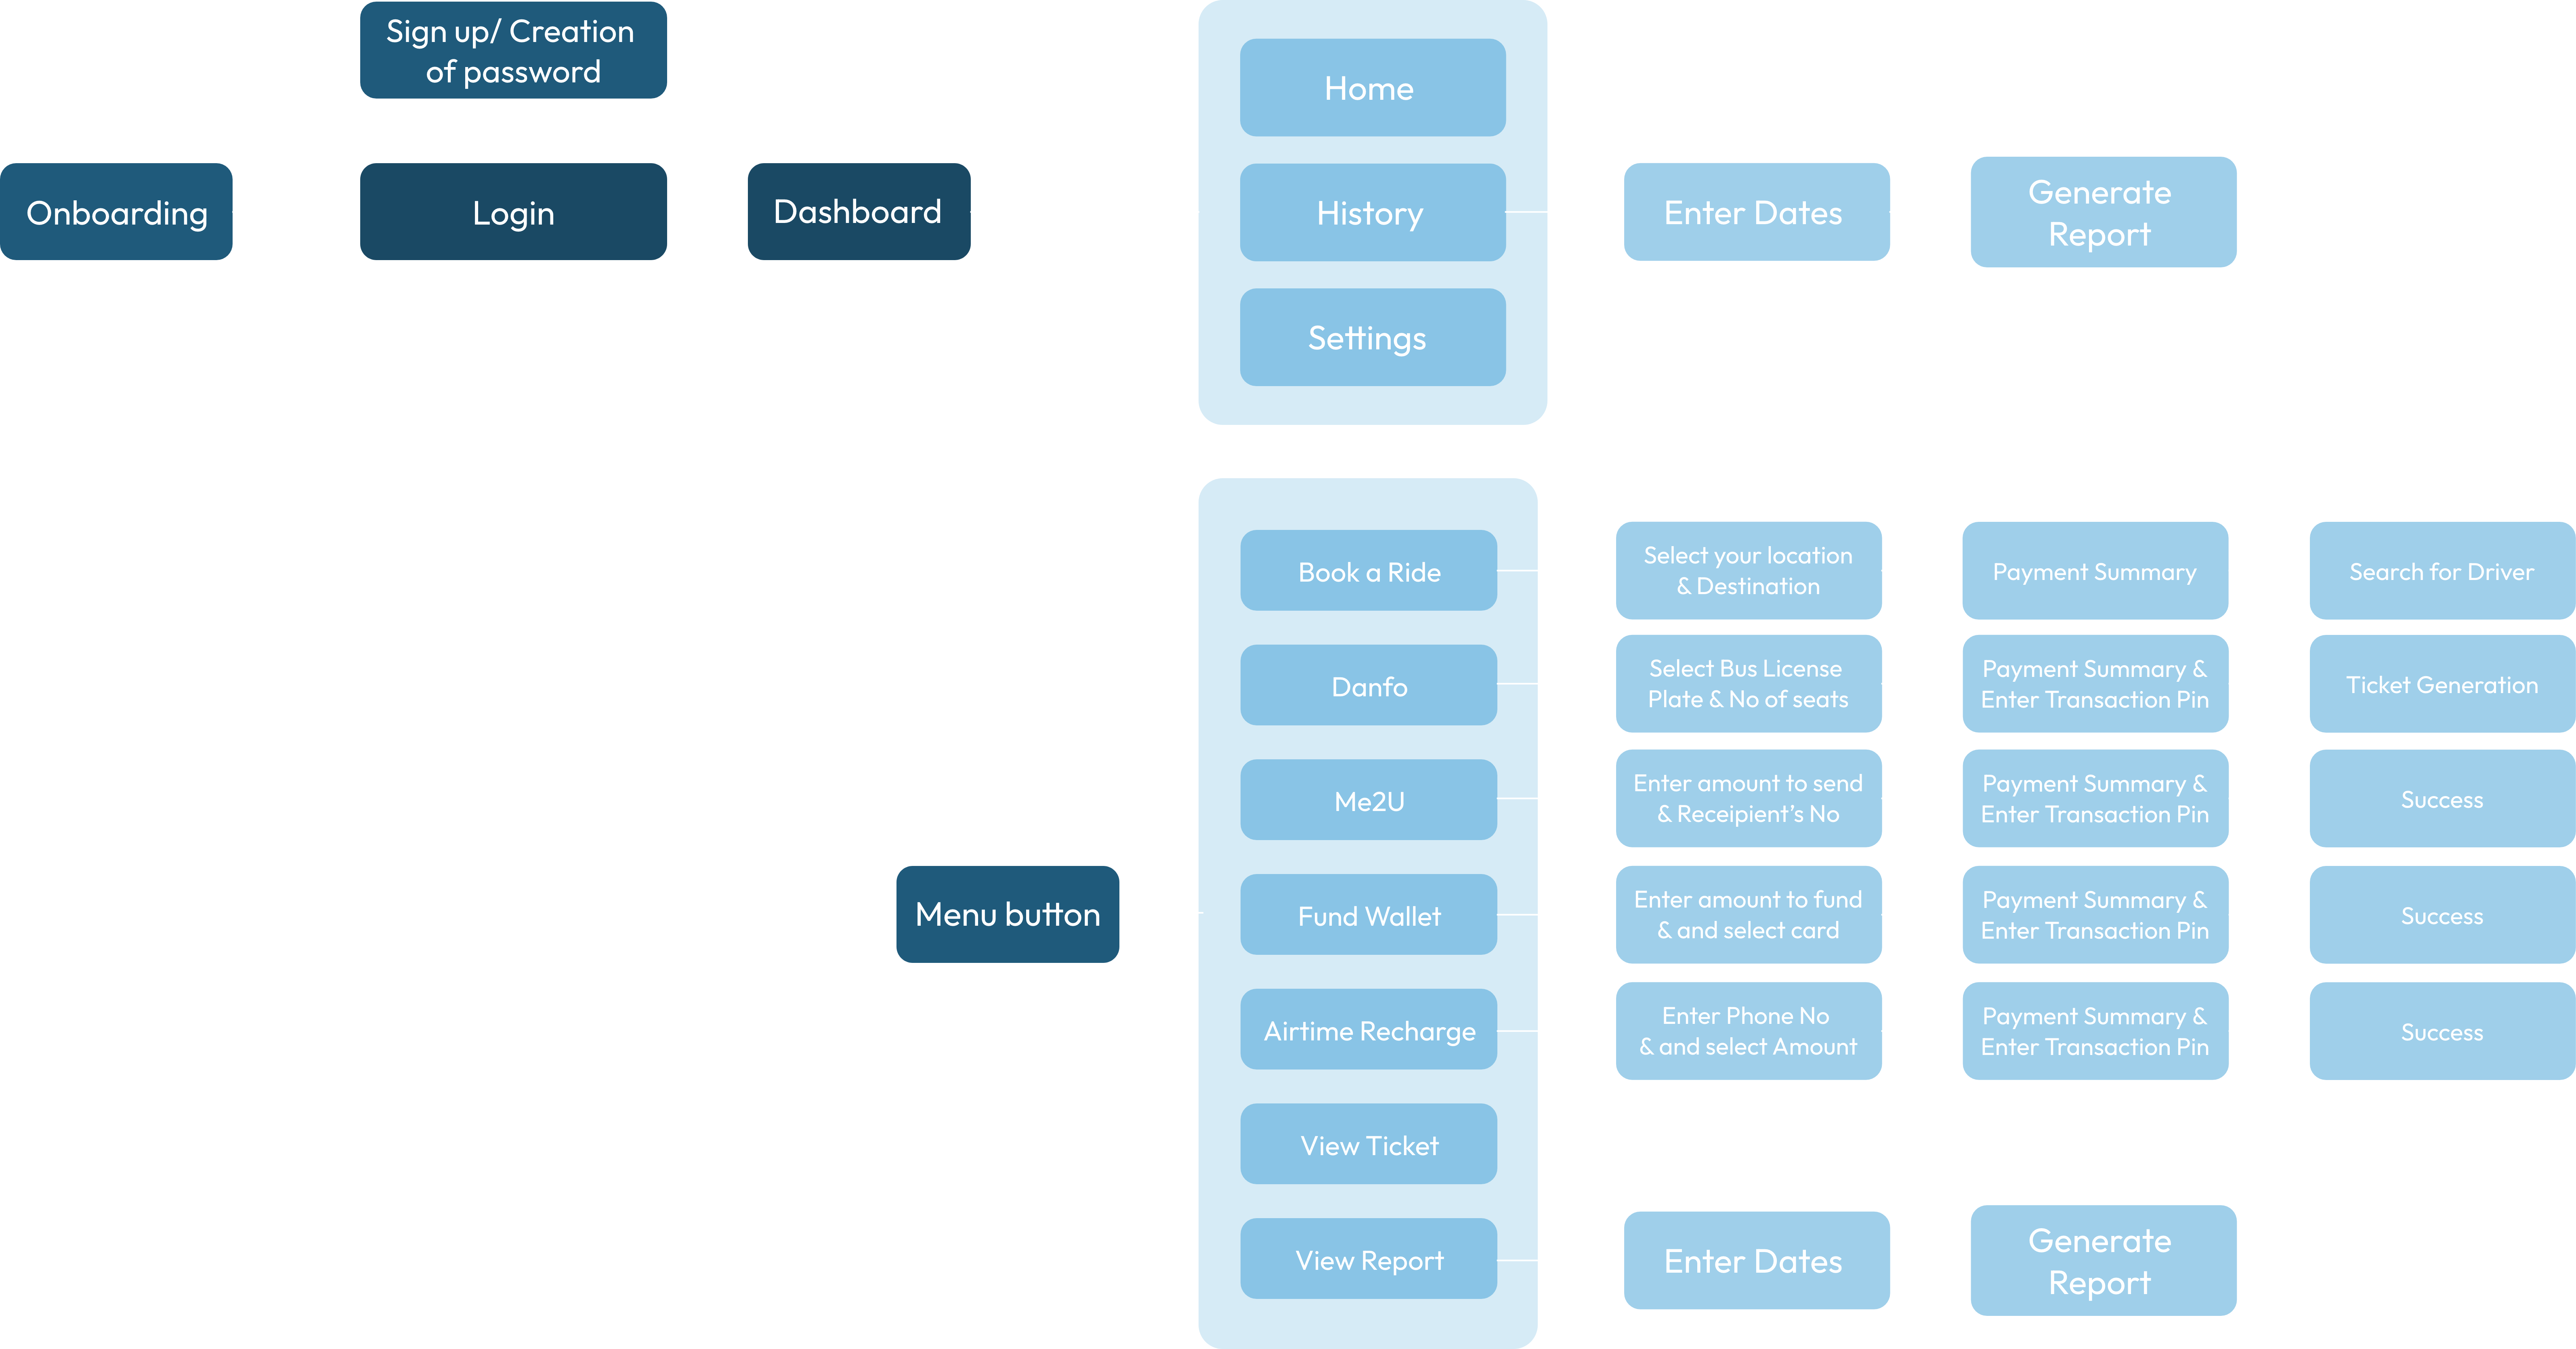 Sign up/ Creation
of password
Onboarding
Login
Dashboard
Home
History
Settings
Enter Dates
Generate
Report
Menu button
Book a Ride
Select your location
& Destination
Payment Summary
Search for Driver
Danfo
Select Bus License
Plate & No of seats
Payment Summary &
Enter Transaction Pin
Ticket Generation
Me2U
Enter amount to send
& Receipient’s No
Payment Summary &
Enter Transaction Pin
Success
Fund Wallet
Enter amount to fund
& and select card
Payment Summary &
Enter Transaction Pin
Success
Airtime Recharge
Enter Phone No
& and select Amount
Payment Summary &
Enter Transaction Pin
Success
View Ticket
View Report
Enter Dates
Generate
Report